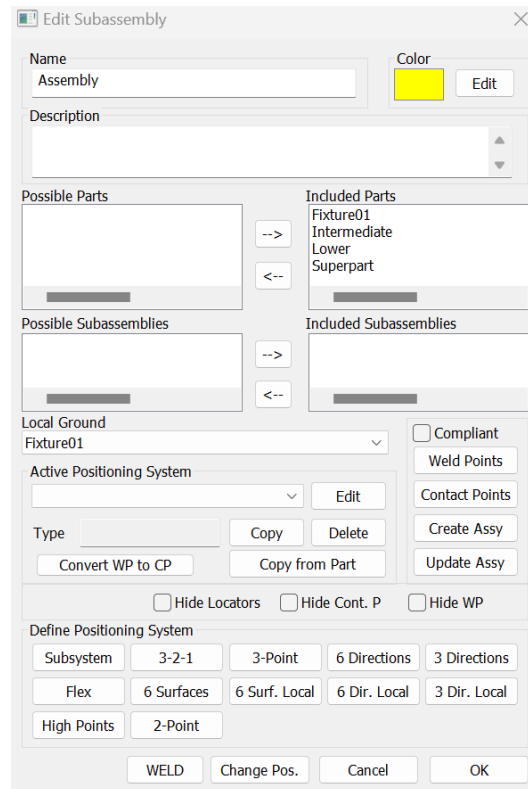 Edit Subassembly
Name
Color
Assembly
Edit
Description
Possible Parts
Included Parts
Fixture01
Intermediate
Lower
Superpart
-->
<--
Possible Subassemblies
Included Subassemblies
-->
<--
Local Ground
Fixture01
Compliant
Weld Points
Contact Points
Create Assy
Update Assy
Active Positioning System
Edit
Type
Copy
Delete
Convert WP to CP
Copy from Part
Hide Locators
Hide Cont. P
Hide WP
Define Positioning System
Subsystem
3-2-1
3-Point
6 Directions
3 Directions
Flex
6 Surfaces
6 Surf. Local
6 Dir. Local
3 Dir. Local
High Points
2-Point
WELD
Change Pos.
Cancel
OK